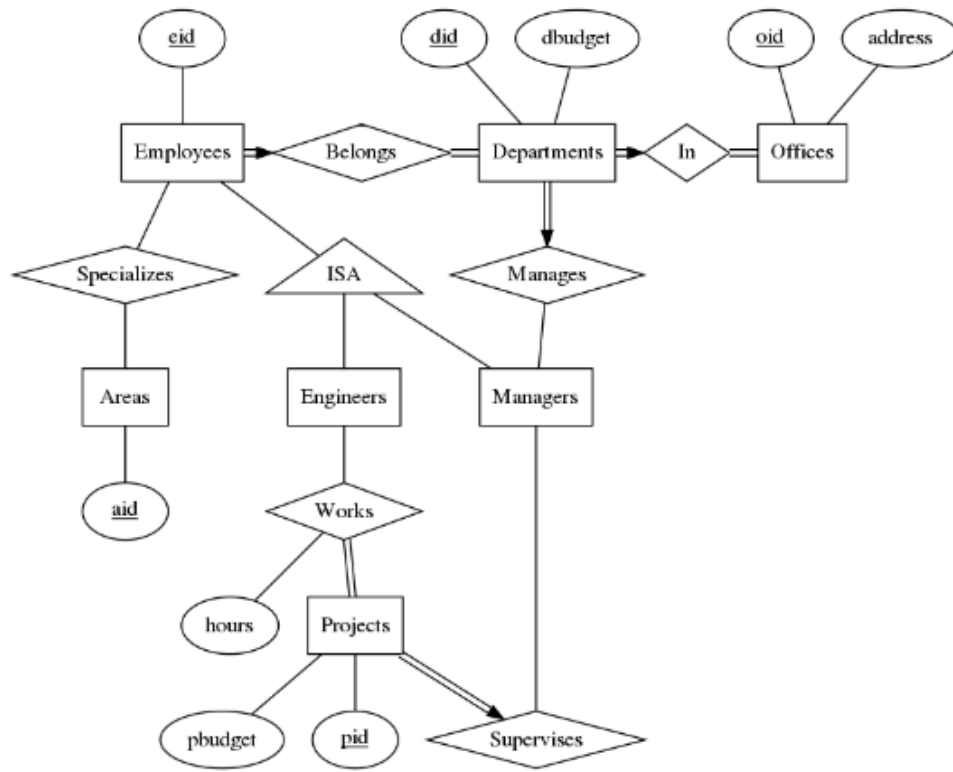 eid
did
dbudget
oid
address
Employees
Belongs
Departments
In
Offices
Specializes
ISA
Manages
Areas
Engineers
Managers
aid
Works
hours
Projects
pbudget
pid
Supervises